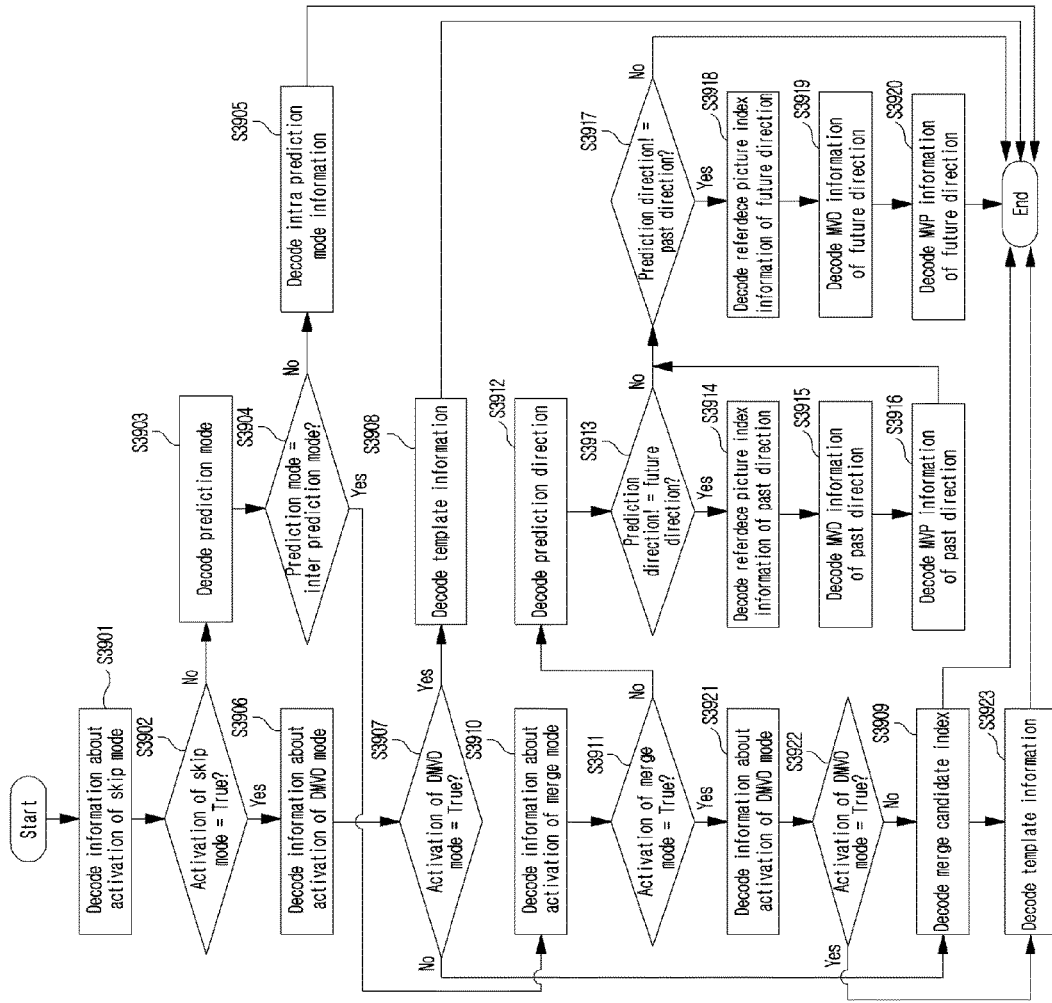 Start
S3901
Decode information about
activation of skip mode
S3902
Activation of skip
mode = True?
No
Yes
S3903
Decode prediction mode
S3904
Prediction mode =
inter prediction mode?
No
Yes
S3905
Decode intra prediction
mode information
S3906
Decode information about
activation of DMVD mode
S3907
Activation of DMVD
mode = True?
Yes
No
S3908
Decode template information
S3910
Decode information about
activation of merge mode
S3911
Activation of merge
mode = True?
No
Yes
S3912
Decode prediction direction
S3913
Prediction
direction! = future
direction?
No
Yes
S3914
Decode referdece picture index
information of past direction
S3915
Decode MVD information
of past direction
S3916
Decode MVP information
of past direction
S3917
Prediction direction! =
past direction?
No
Yes
S3918
Decode referdece picture index
information of future direction
S3919
Decode MVD information
of future direction
S3920
Decode MVP information
of future direction
S3921
Decode information about
activation of DMVD mode
S3922
Activation of DMVD
mode = True?
Yes
No
S3909
Decode merge candidate index
S3923
Decode template information
End